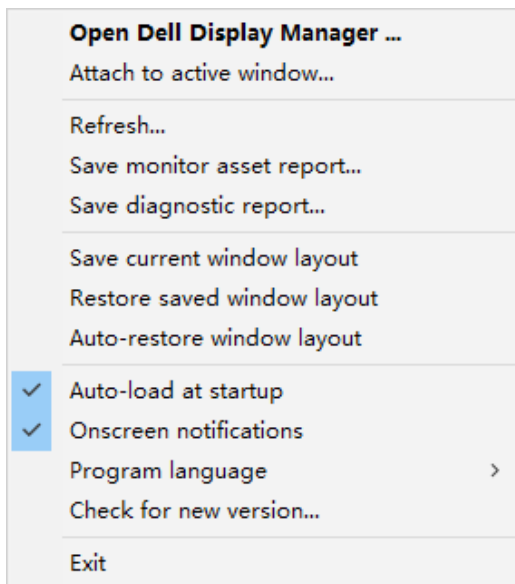 Open Dell Display Manager ...
Attach to active window...
Refresh...
Save monitor asset report...
Save diagnostic report...
Save current window layout
Restore saved window layout
Auto-restore window layout
Auto-load at startup
Onscreen notifications
Program language
Check for new version...
Exit